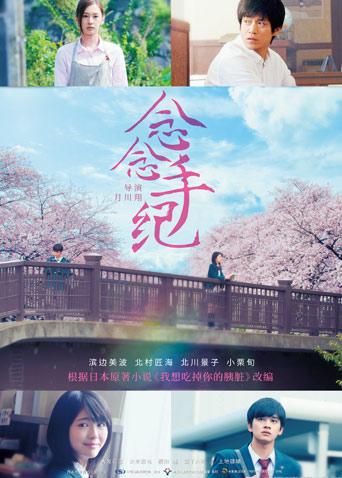 念念手纪
导演
月川翔
滨边美波 北村匠海 北川景子 小栗旬
根据日本原著小说《我想吃掉你的胰脏》改编